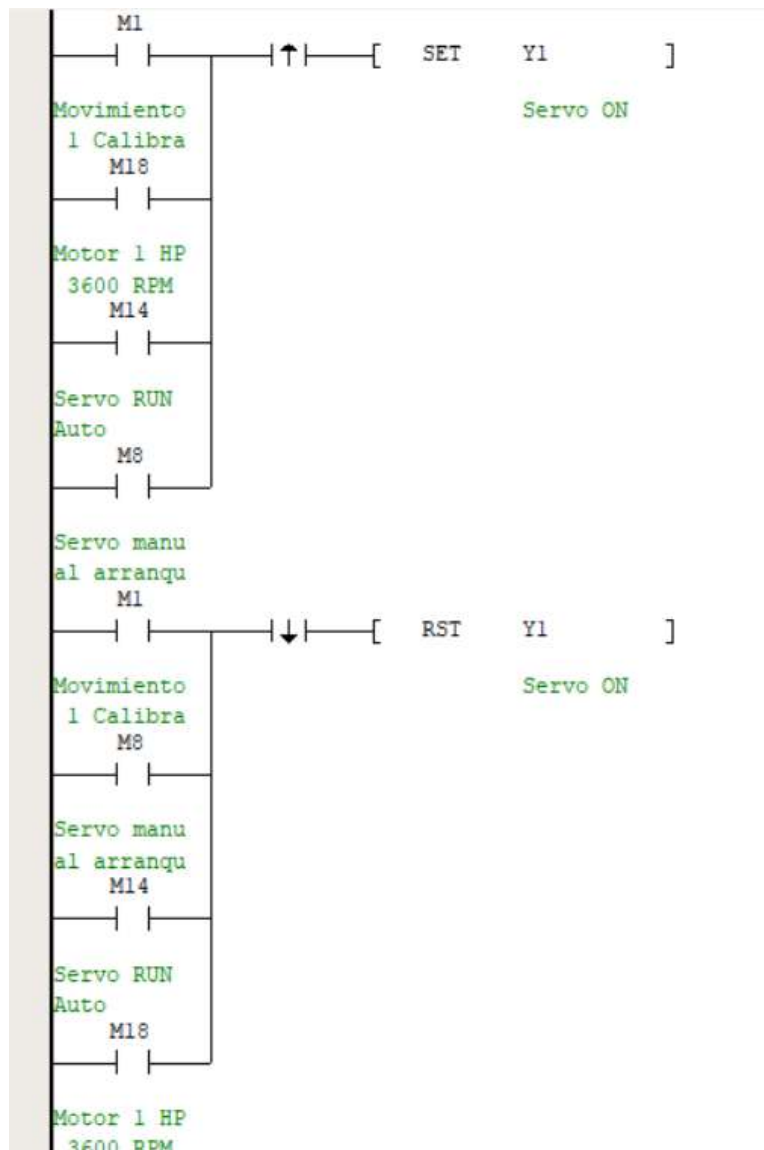 M1
SET Y1
Movimiento
1 Calibra
Servo ON
M18
Motor 1 HP
3600 RPM
M14
Servo RUN
Auto
M8
Servo manu
al arranqu
M1
RST Y1
Movimiento
1 Calibra
Servo ON
M8
Servo manu
al arranqu
M14
Servo RUN
Auto
M18
Motor 1 HP
3600 RPM